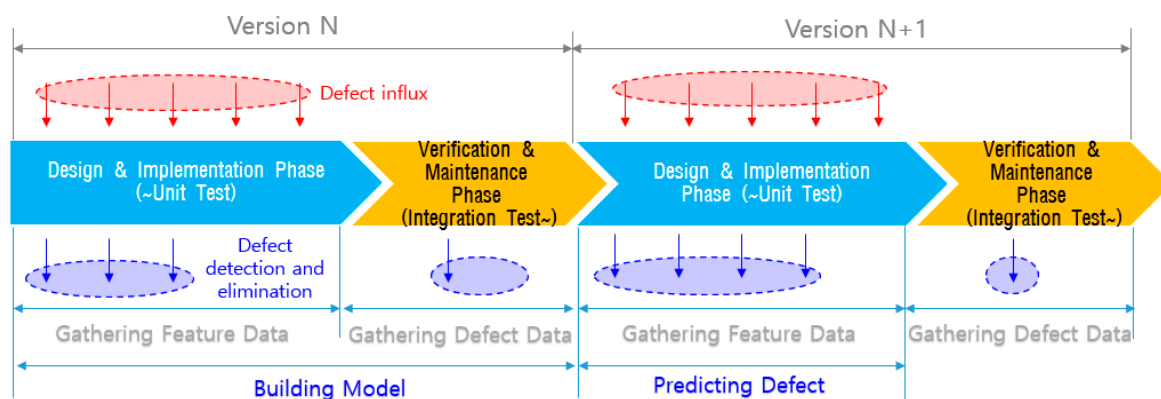 Version N
Version N+1
Defect influx
Design & Implementation Phase
(~Unit Test)
Verification &
Maintenance
Phase
(Integration Test~)
Design & Implementation
Phase (~Unit Test)
Verification &
Maintenance
Phase
(Integration Test~)
Defect
detection and
elimination
Gathering Feature Data
Gathering Defect Data
Gathering Feature Data
Gathering Defect Data
Building Model
Predicting Defect